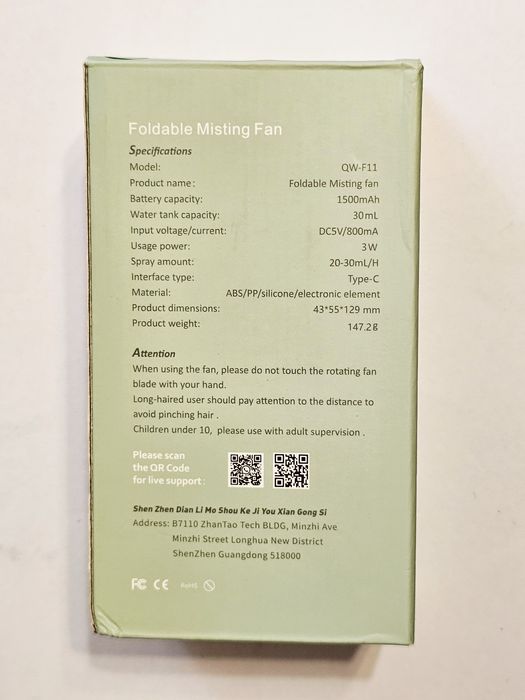 Foldable Misting Fan
Specifications
Model: QW-F11
Product name: Foldable Misting fan
Battery capacity: 1500mAh
Water tank capacity: 30mL
Input voltage/current: DC5V/800mA
Usage power: 3W
Spray amount: 20-30mL/H
Interface type: Type-C
Material: ABS/PP/silicone/electronic element
Product dimensions: 43*55*129 mm
Product weight: 147.2g
Attention
When using the fan, please do not touch the rotating fan
blade with your hand.
Long-haired user should pay attention to the distance to
avoid pinching hair .
Children under 10, please use with adult supervision .
Please scan
the QR Code
for live support:
Shen Zhen Dian Li Mo Shou Ke Ji You Xian Gong Si
Address: B7110 ZhanTao Tech BLDG, Minzhi Ave
Minzhi Street Longhua New District
ShenZhen Guangdong 518000
FC CE RoHS